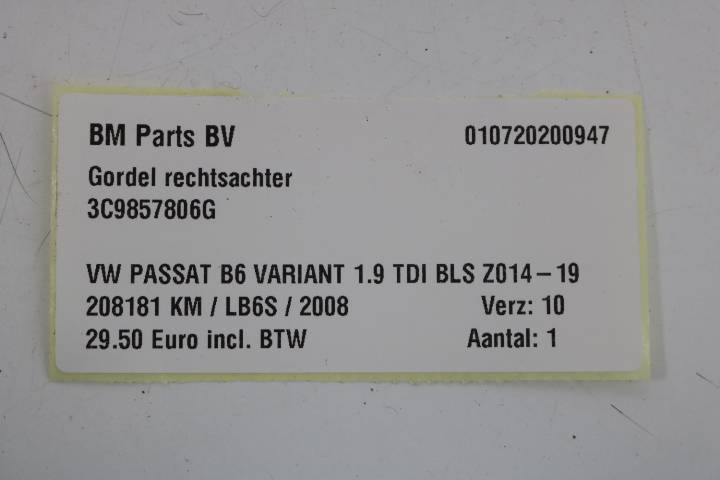 BM Parts BV 010720200947
Gordel rechtsachter
3C9857806G
VW PASSAT B6 VARIANT 1.9 TDI BLS Z014-19
208181 KM / LB6S / 2008 Verz: 10
29.50 Euro incl. BTW Aantal: 1